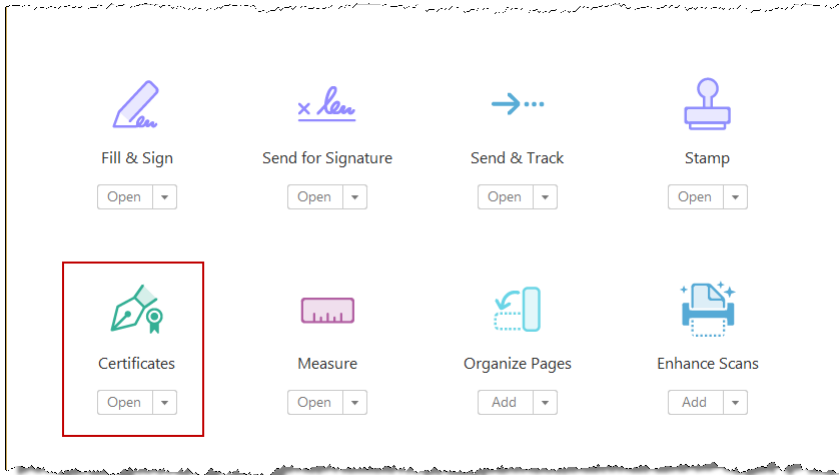 Fill & Sign
Send for Signature
Send & Track
Stamp
Open
Open
Open
Open
Certificates
Measure
Organize Pages
Enhance Scans
Open
Open
Add
Add